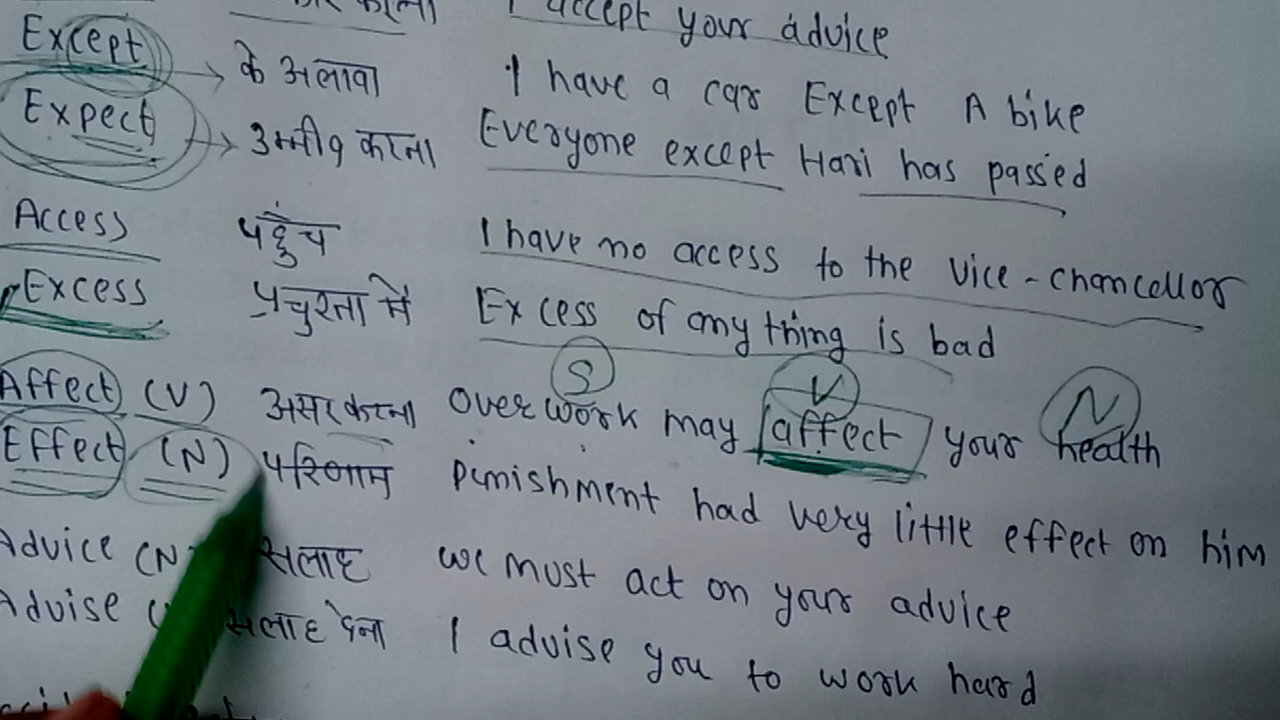 करना I accept your advice
Except के अलावा I have a car Except A bike
Expect उम्मीद करना Everyone except Hari has passed
Access पहुंच I have no access to the Vice-chancellor
Excess प्रचुरता में Excess of anything is bad
S V N
Affect (V) असर करना Over work may affect your health
Effect (N) परिणाम Punishment had very little effect on him
Advice (N) सलाह we must act on your advice
Advise सलाह देना I advise you to work hard